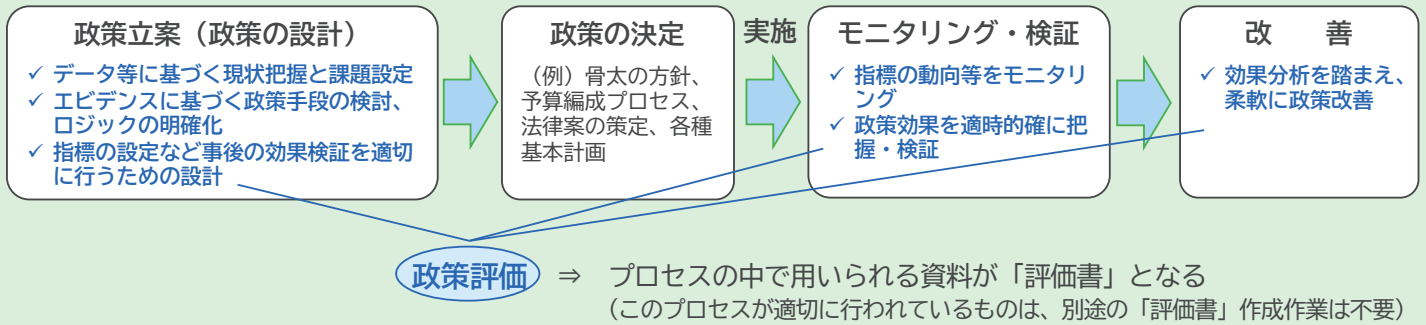 政策立案（政策の設計）
✓ データ等に基づく現状把握と課題設定
✓ エビデンスに基づく政策手段の検討、
ロジックの明確化
✓ 指標の設定など事後の効果検証を適切
に行うための設計
政策の決定
（例）骨太の方針、
予算編成プロセス、
法律案の策定、各種
基本計画
実施
モニタリング・検証
✓ 指標の動向等をモニタリ
ング
✓ 政策効果を適時的確に把
握・検証
改　　善
✓ 効果分析を踏まえ、
柔軟に政策改善
政策評価 ⇒ プロセスの中で用いられる資料が「評価書」となる
（このプロセスが適切に行われているものは、別途の「評価書」作成作業は不要）